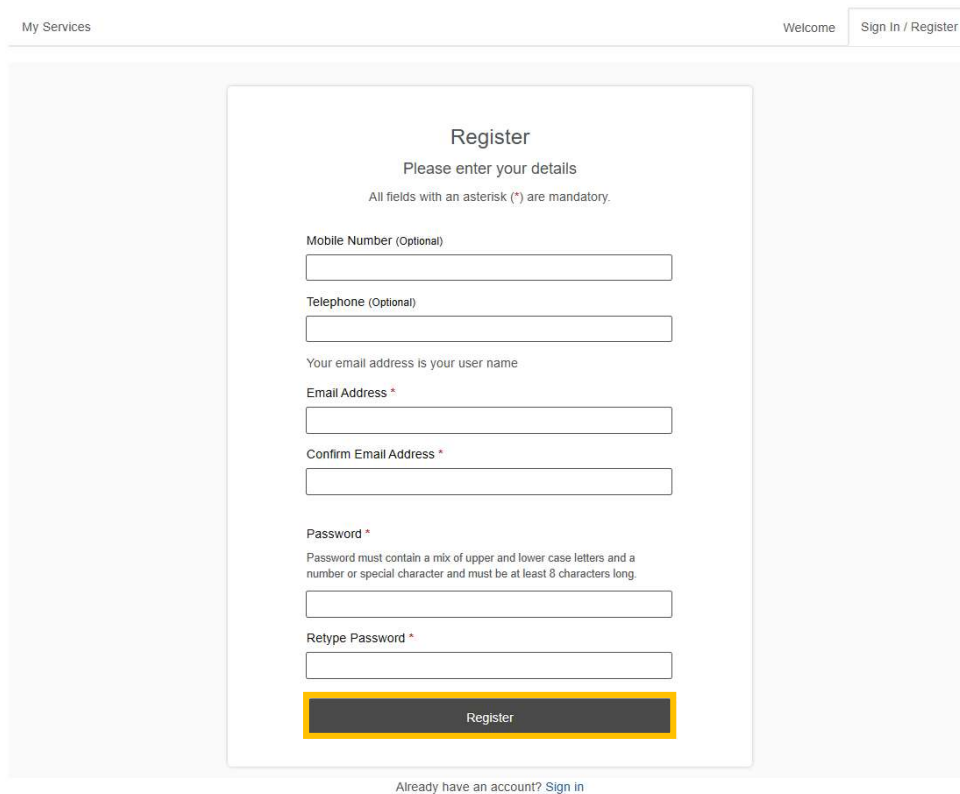 My Services
Welcome
Sign In / Register
Register
Please enter your details
All fields with an asterisk (*) are mandatory.
Mobile Number (Optional)
Telephone (Optional)
Your email address is your user name
Email Address *
Confirm Email Address *
Password *
Password must contain a mix of upper and lower case letters and a
number or special character and must be at least 8 characters long.
Retype Password *
Register
Already have an account? Sign in